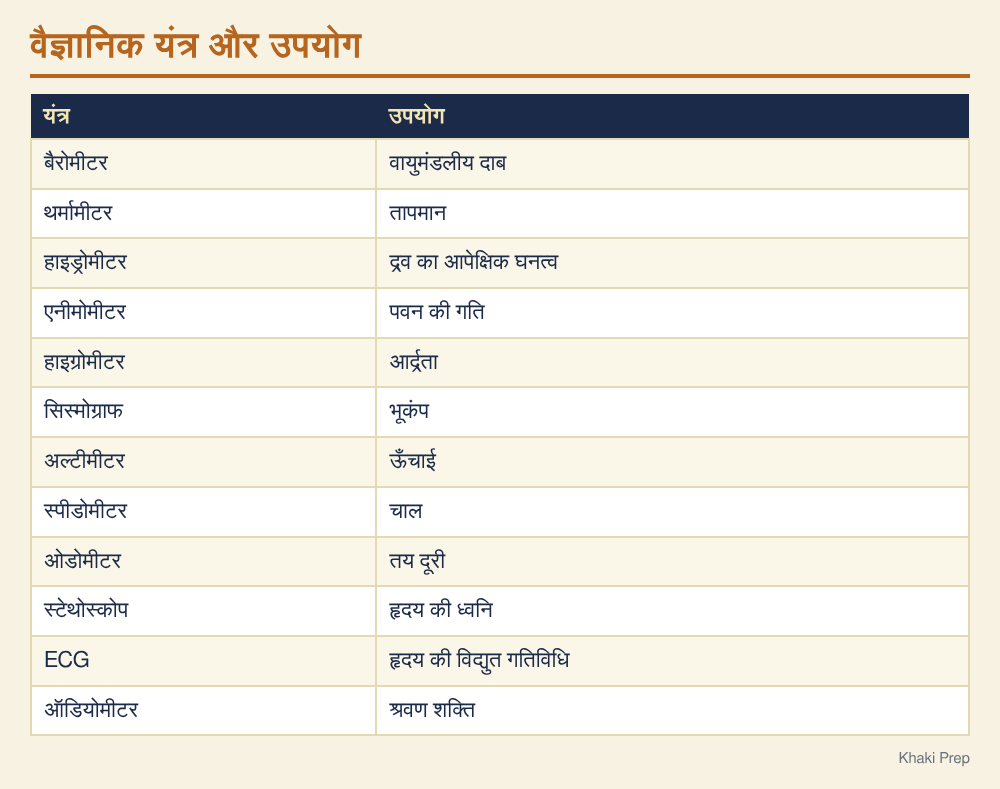 वैज्ञानिक यंत्र और उपयोग
यंत्र उपयोग
बैरोमीटर वायुमंडलीय दाब
थर्मामीटर तापमान
हाइड्रोमीटर द्रव का आपेक्षिक घनत्व
एनीमोमीटर पवन की गति
हाइग्रोमीटर आर्द्रता
सिस्मोग्राफ भूकंप
अल्टीमीटर ऊँचाई
स्पीडोमीटर चाल
ओडोमीटर तय दूरी
स्टेथोस्कोप हृदय की ध्वनि
ECG हृदय की विद्युत गतिविधि
ऑडियोमीटर श्रवण शक्ति
Khaki Prep